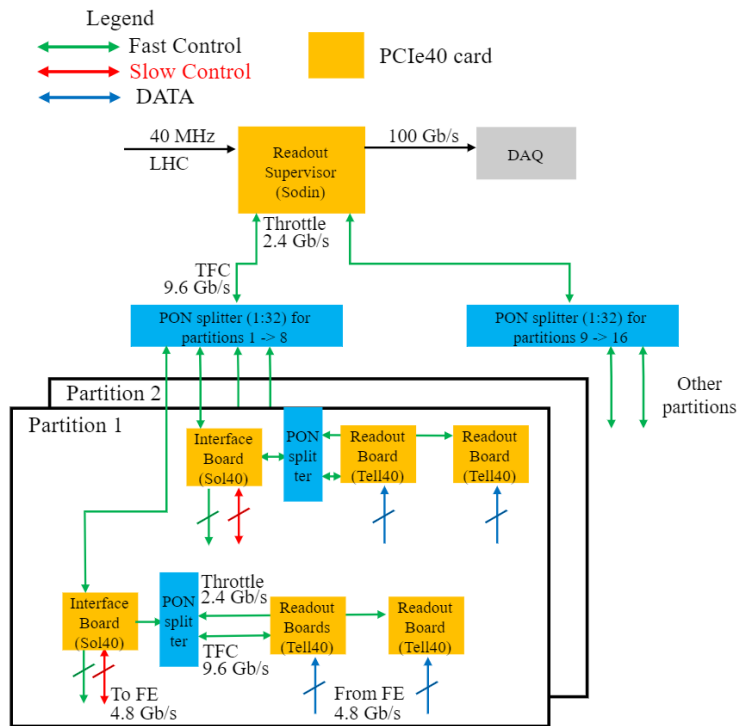 Legend
Fast Control
Slow Control
DATA
PCIe40 card
40 MHz
LHC
Readout
Supervisor
(Sodin)
100 Gb/s
DAQ
Throttle
2.4 Gb/s
TFC
9.6 Gb/s
PON splitter (1:32) for
partitions 1 -> 8
PON splitter (1:32) for
partitions 9 -> 16
Other
partitions
Partition 2
Partition 1
Interface
Board
(Sol40)
PON
split
ter
Readout
Board
(Tell40)
Readout
Board
(Tell40)
Interface
Board
(Sol40)
PON
split
ter
Throttle
2.4 Gb/s
TFC
9.6 Gb/s
Readout
Boards
(Tell40)
Readout
Board
(Tell40)
To FE
4.8 Gb/s
From FE
4.8 Gb/s